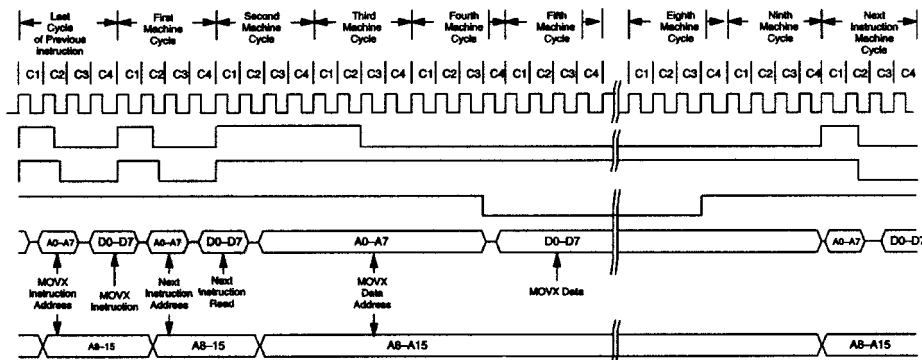 Last Cycle of Previous Instruction
First Machine Cycle
Second Machine Cycle
Third Machine Cycle
Fourth Machine Cycle
Fifth Machine Cycle
Eighth Machine Cycle
Ninth Machine Cycle
Next Instruction Machine Cycle
C1 C2 C3 C4 C1 C2 C3 C4 C1 C2 C3 C4 C1 C2 C3 C4 C1 C2 C3 C4 C1 C2 C3 C4 C1 C2 C3 C4 C1 C2 C3 C4 C1 C2 C3 C4
A0–A7 D0–D7 A0–A7 D0–D7 A0–A7 D0–D7 A0–A7 D0–D7
MOVX Instruction Address
MOVX Instruction
Next Instruction Address
Next Instruction Read
MOVX Data Address
MOVX Data
A8–15 A8–15 A8–A15 A8–A15